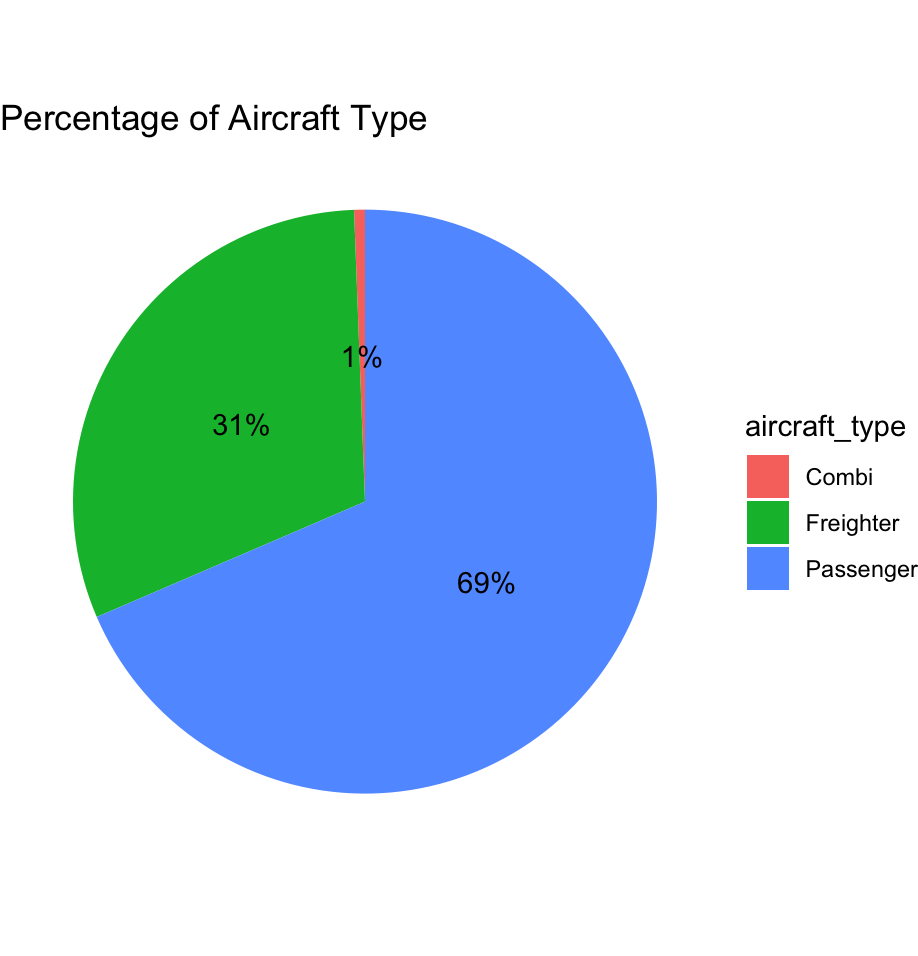 Percentage of Aircraft Type
1%
31%
69%
aircraft_type
Combi
Freighter
Passenger